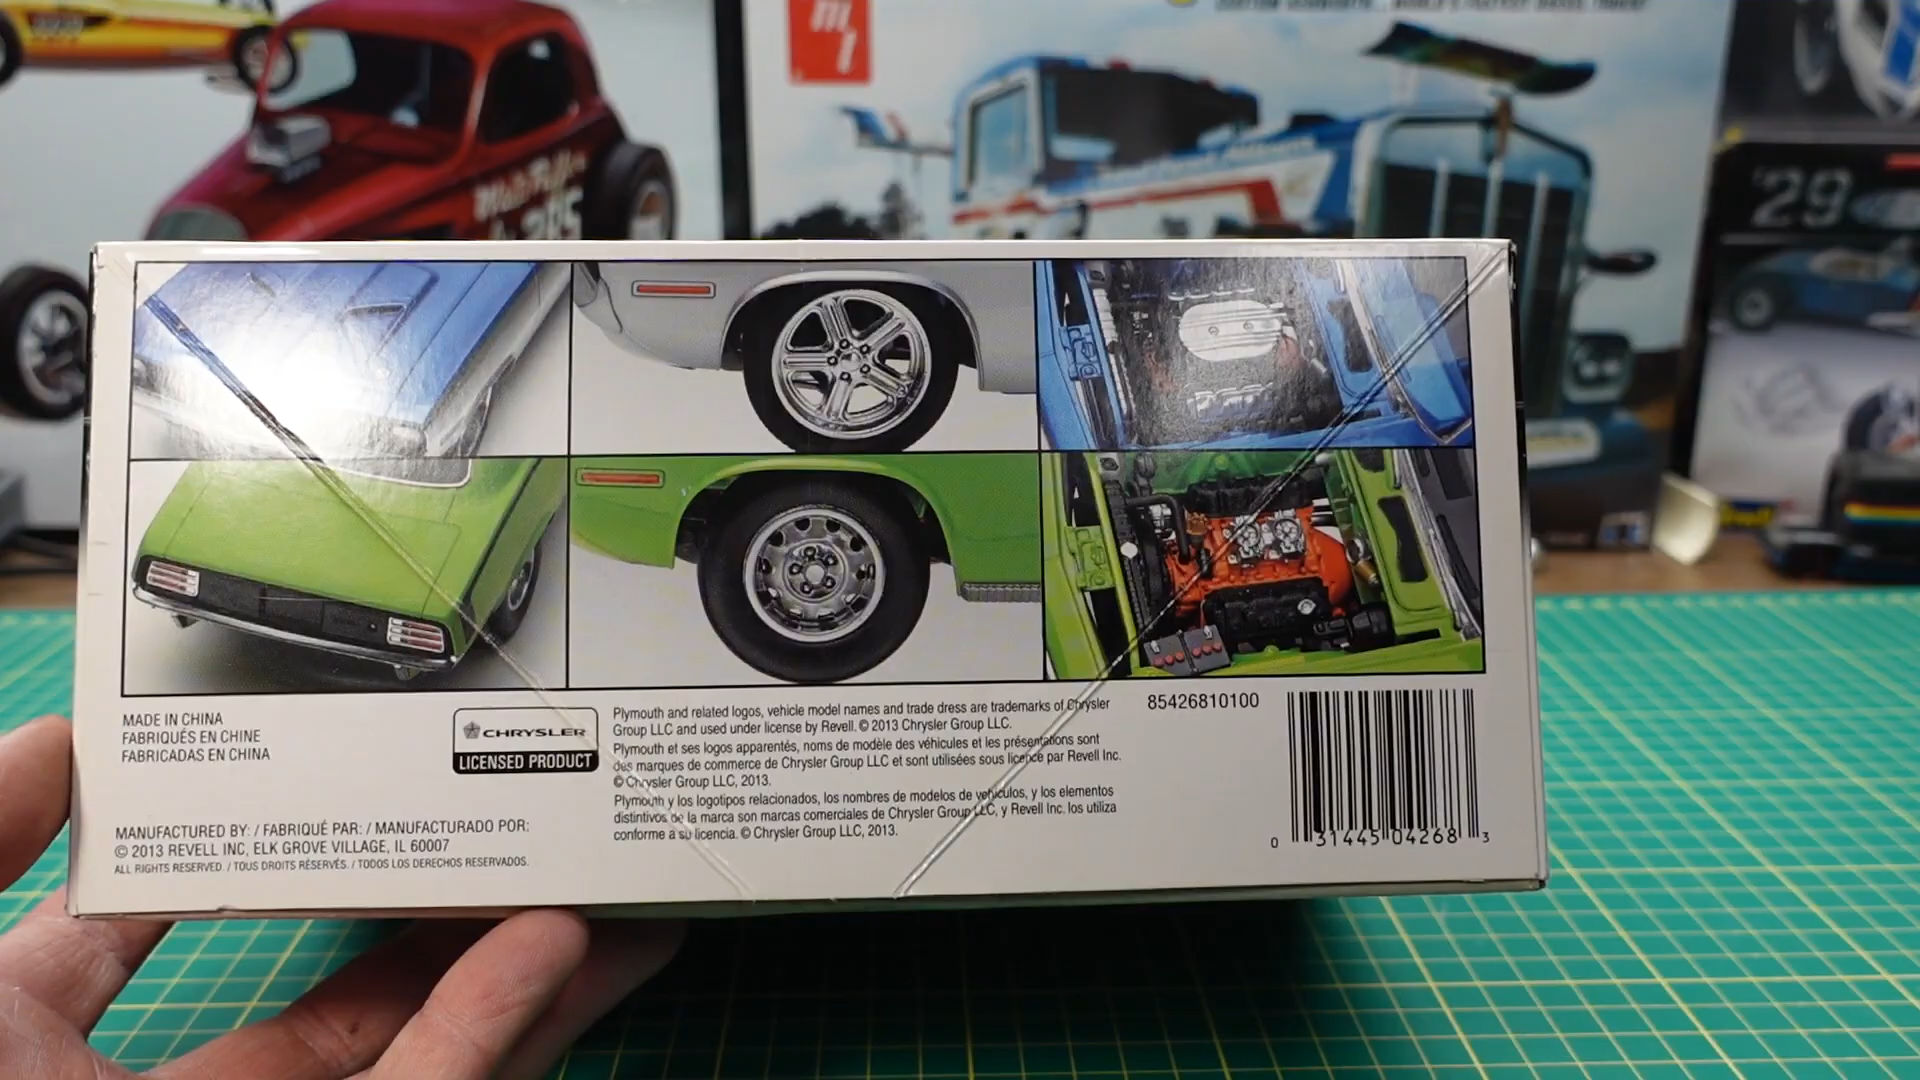 mt
'29
MADE IN CHINA
FABRIQUÉS EN CHINE
FABRICADAS EN CHINA
MANUFACTURED BY: / FABRIQUÉ PAR: / MANUFACTURADO POR:
© 2013 REVELL INC, ELK GROVE VILLAGE, IL 60007
ALL RIGHTS RESERVED. / TOUS DROITS RÉSERVÉS. / TODOS LOS DERECHOS RESERVADOS.
CHRYSLER
LICENSED PRODUCT
Plymouth and related logos, vehicle model names and trade dress are trademarks of Chrysler
Group LLC and used under license by Revell. © 2013 Chrysler Group LLC.
Plymouth et ses logos apparentés, noms de modèle des véhicules et les présentations sont
des marques de commerce de Chrysler Group LLC et sont utilisées sous licence par Revell Inc.
© Chrysler Group LLC, 2013.
Plymouth y los logotipos relacionados, los nombres de modelos de vehículos, y los elementos
distintivos de la marca son marcas comerciales de Chrysler Group LLC, y Revell Inc. los utiliza
conforme a su licencia. © Chrysler Group LLC, 2013.
85426810100
0 31445 04268 3